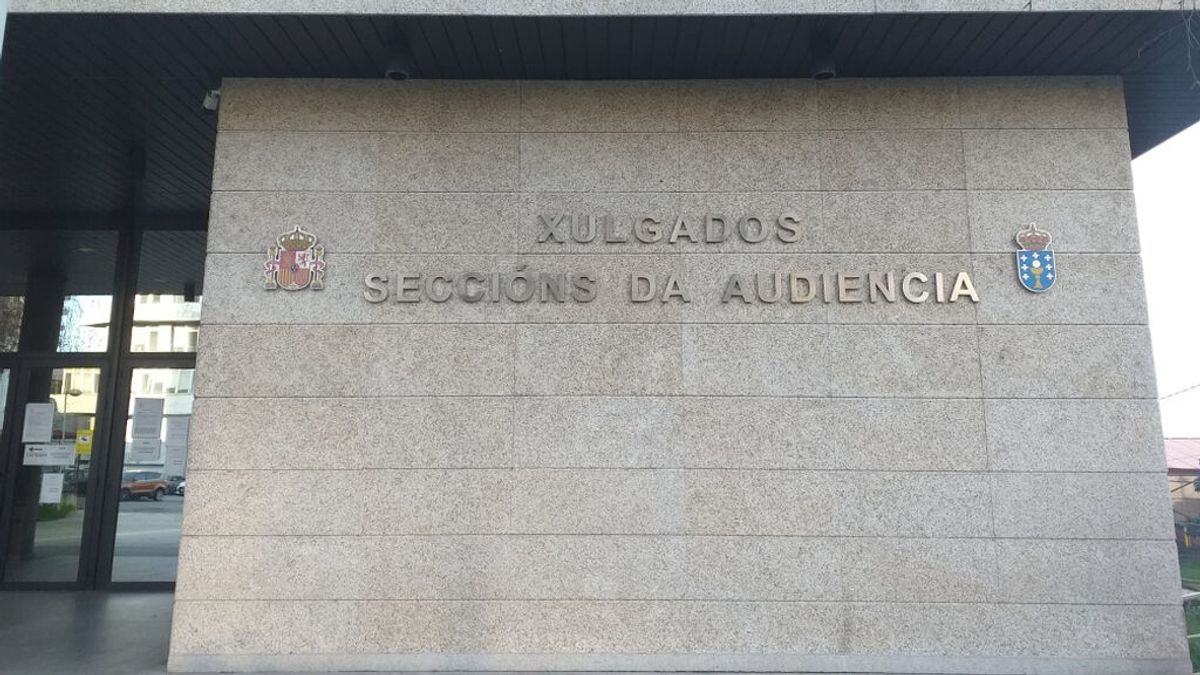 XULGADOS
SECCIÓNS DA AUDIENCIA